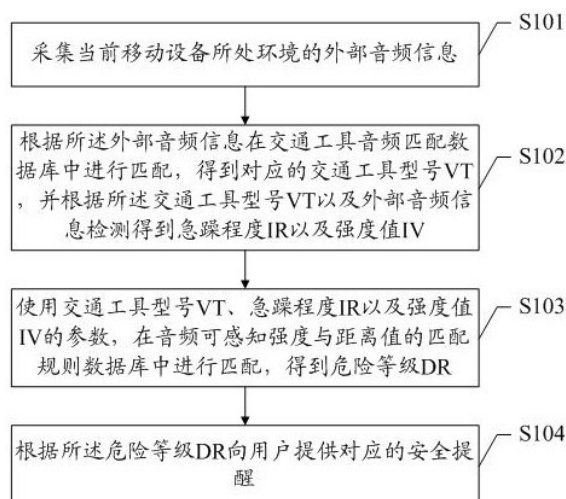 S101
采集当前移动设备所处环境的外部音频信息
S102
根据所述外部音频信息在交通工具音频匹配数
据库中进行匹配，得到对应的交通工具型号VT
，并根据所述交通工具型号VT以及外部音频信
息检测得到急躁程度IR以及强度值IV
S103
使用交通工具型号VT、急躁程度IR以及强度值
IV的参数，在音频可感知强度与距离值的匹配
规则数据库中进行匹配，得到危险等级DR
S104
根据所述危险等级DR向用户提供对应的安全提
醒